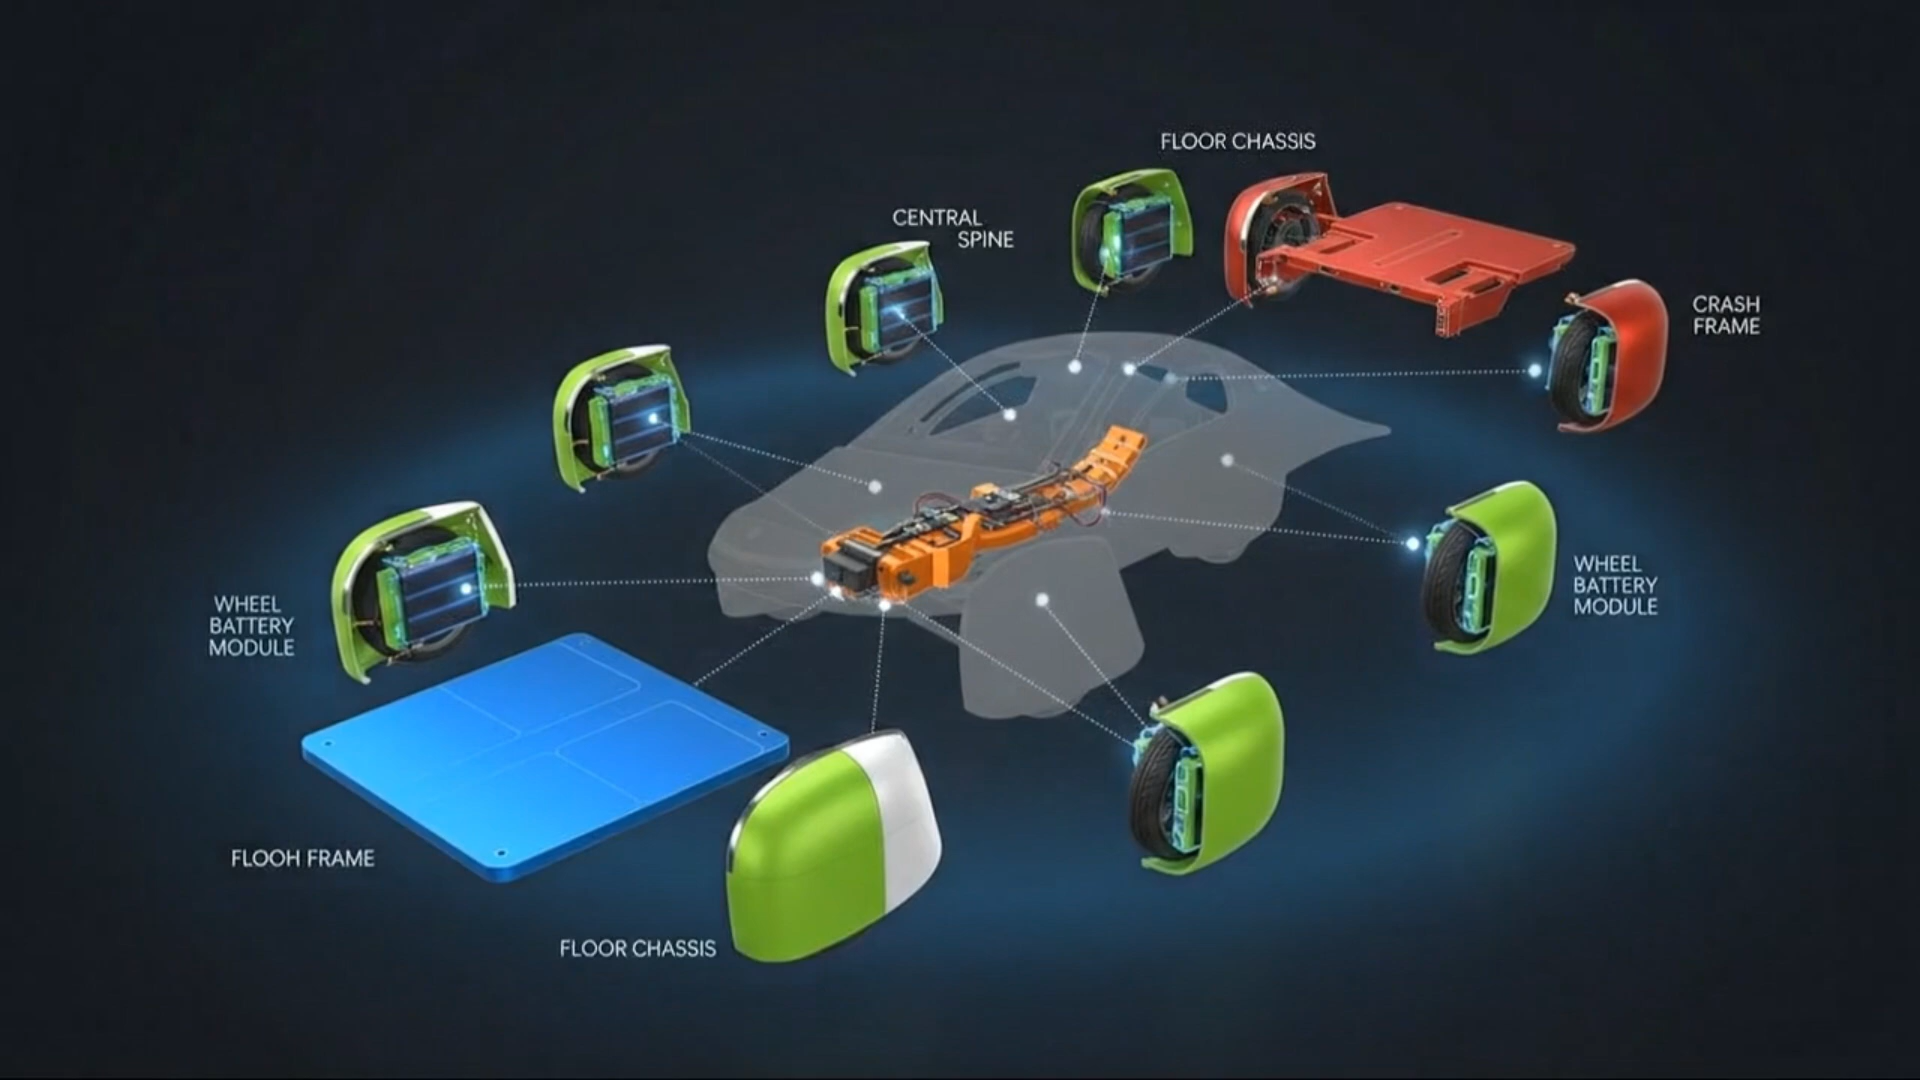 FLOOR CHASSIS
CENTRAL
SPINE
CRASH
FRAME
WHEEL
BATTERY
MODULE
WHEEL
BATTERY
MODULE
FLOOH FRAME
FLOOR CHASSIS